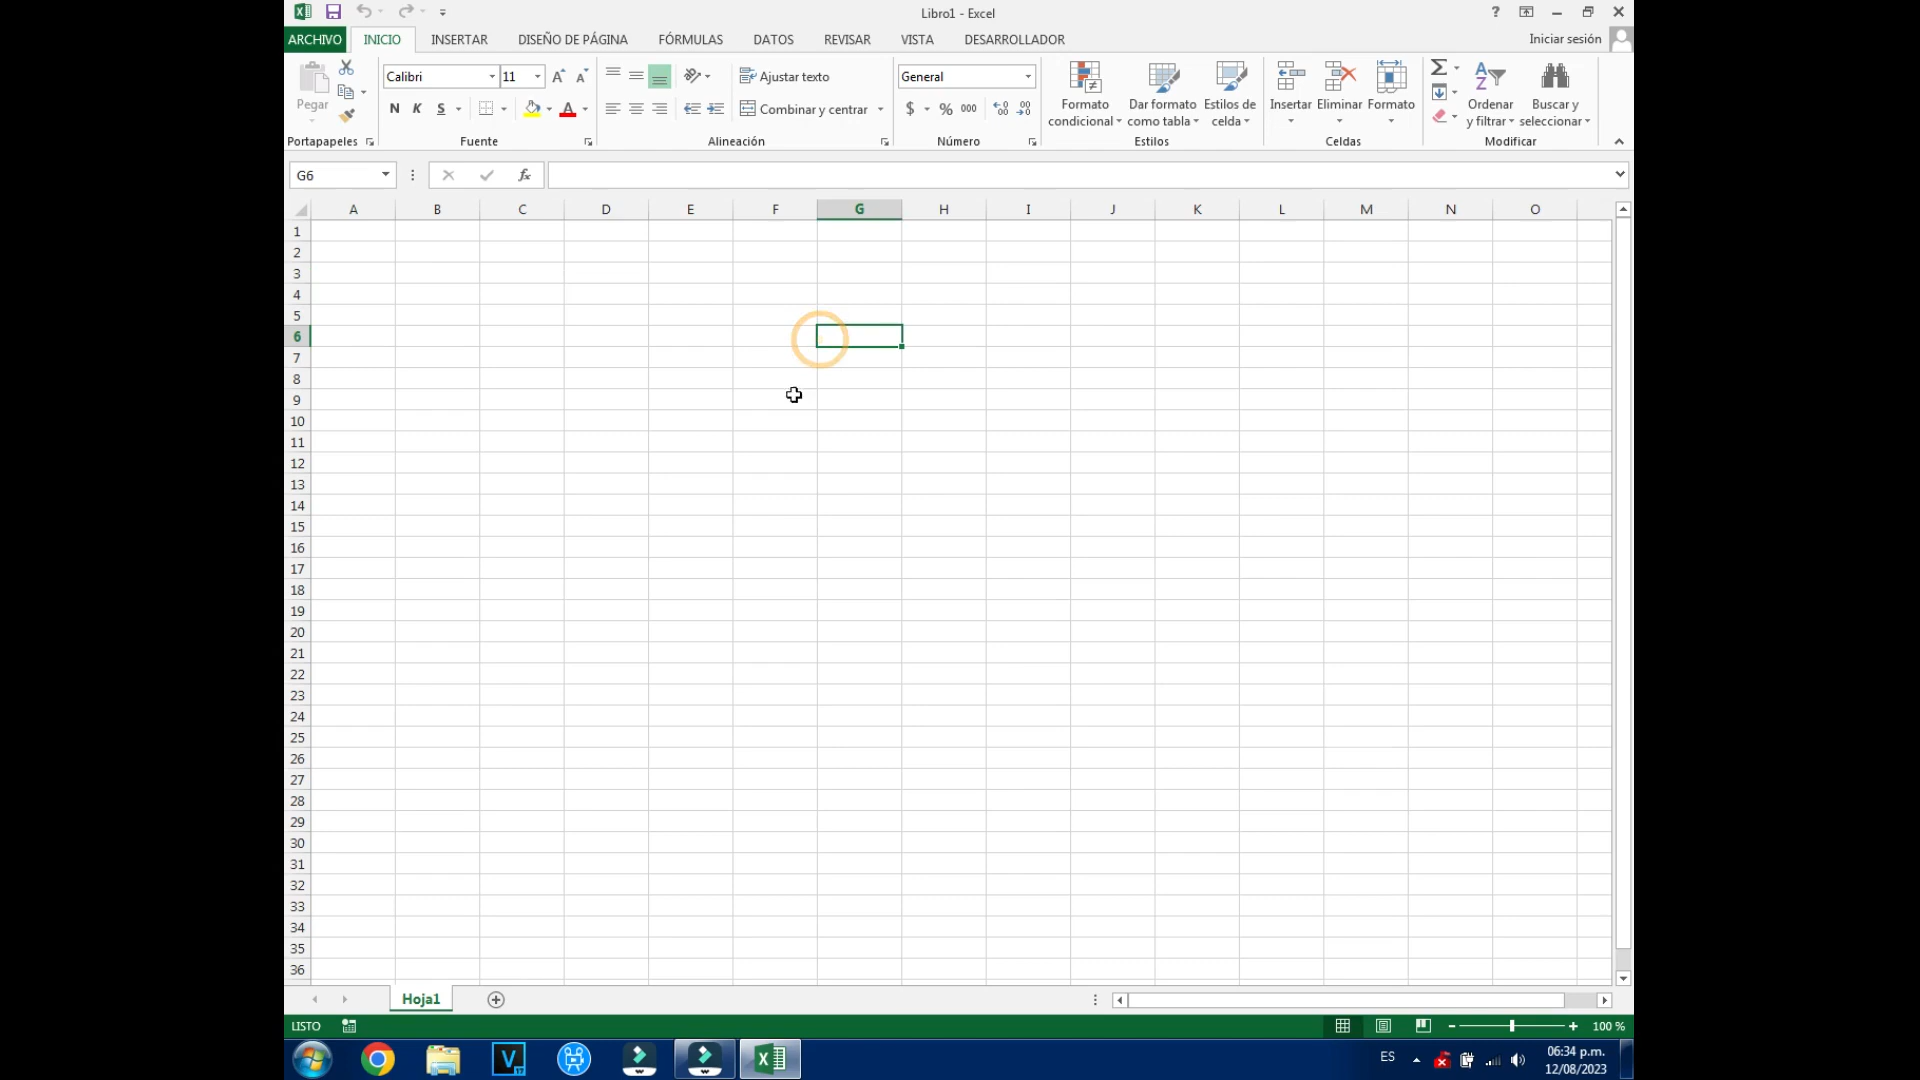 Libro1 - Excel
?
ARCHIVO INICIO INSERTAR DISEÑO DE PÁGINA FÓRMULAS DATOS REVISAR VISTA DESARROLLADOR Iniciar sesión
Pegar
Calibri 11
N K S A
Ajustar texto
Combinar y centrar
General
$ % 000
Formato condicional
Dar formato como tabla
Estilos de celda
Insertar Eliminar Formato
Ordenar y filtrar
Buscar y seleccionar
Portapapeles Fuente Alineación Número Estilos Celdas Modificar
G6 fx
A B C D E F G H I J K L M N O
1
2
3
4
5
6
7
8
9
10
11
12
13
14
15
16
17
18
19
20
21
22
23
24
25
26
27
28
29
30
31
32
33
34
35
36
Hoja1
LISTO 100 %
ES 06:34 p.m.
12/08/2023